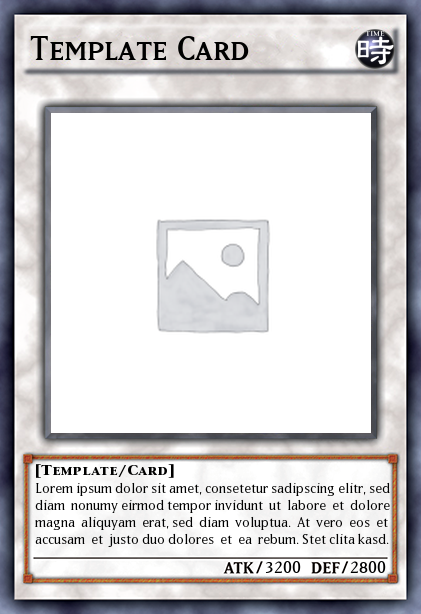 Template Card
TIME
時
[Template/Card]
Lorem ipsum dolor sit amet, consetetur sadipscing elitr, sed
diam nonumy eirmod tempor invidunt ut labore et dolore
magna aliquyam erat, sed diam voluptua. At vero eos et
accusam et justo duo dolores et ea rebum. Stet clita kasd.
ATK/3200 DEF/2800